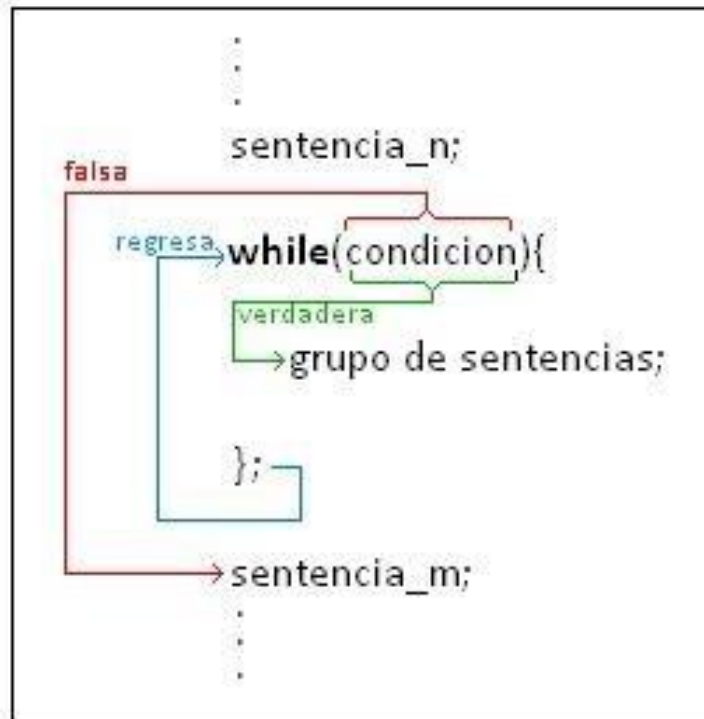 .
.
.
sentencia_n;
falsa
regresa
while(condicion){
verdadera
grupo de sentencias;
};
sentencia_m;
.
.
.